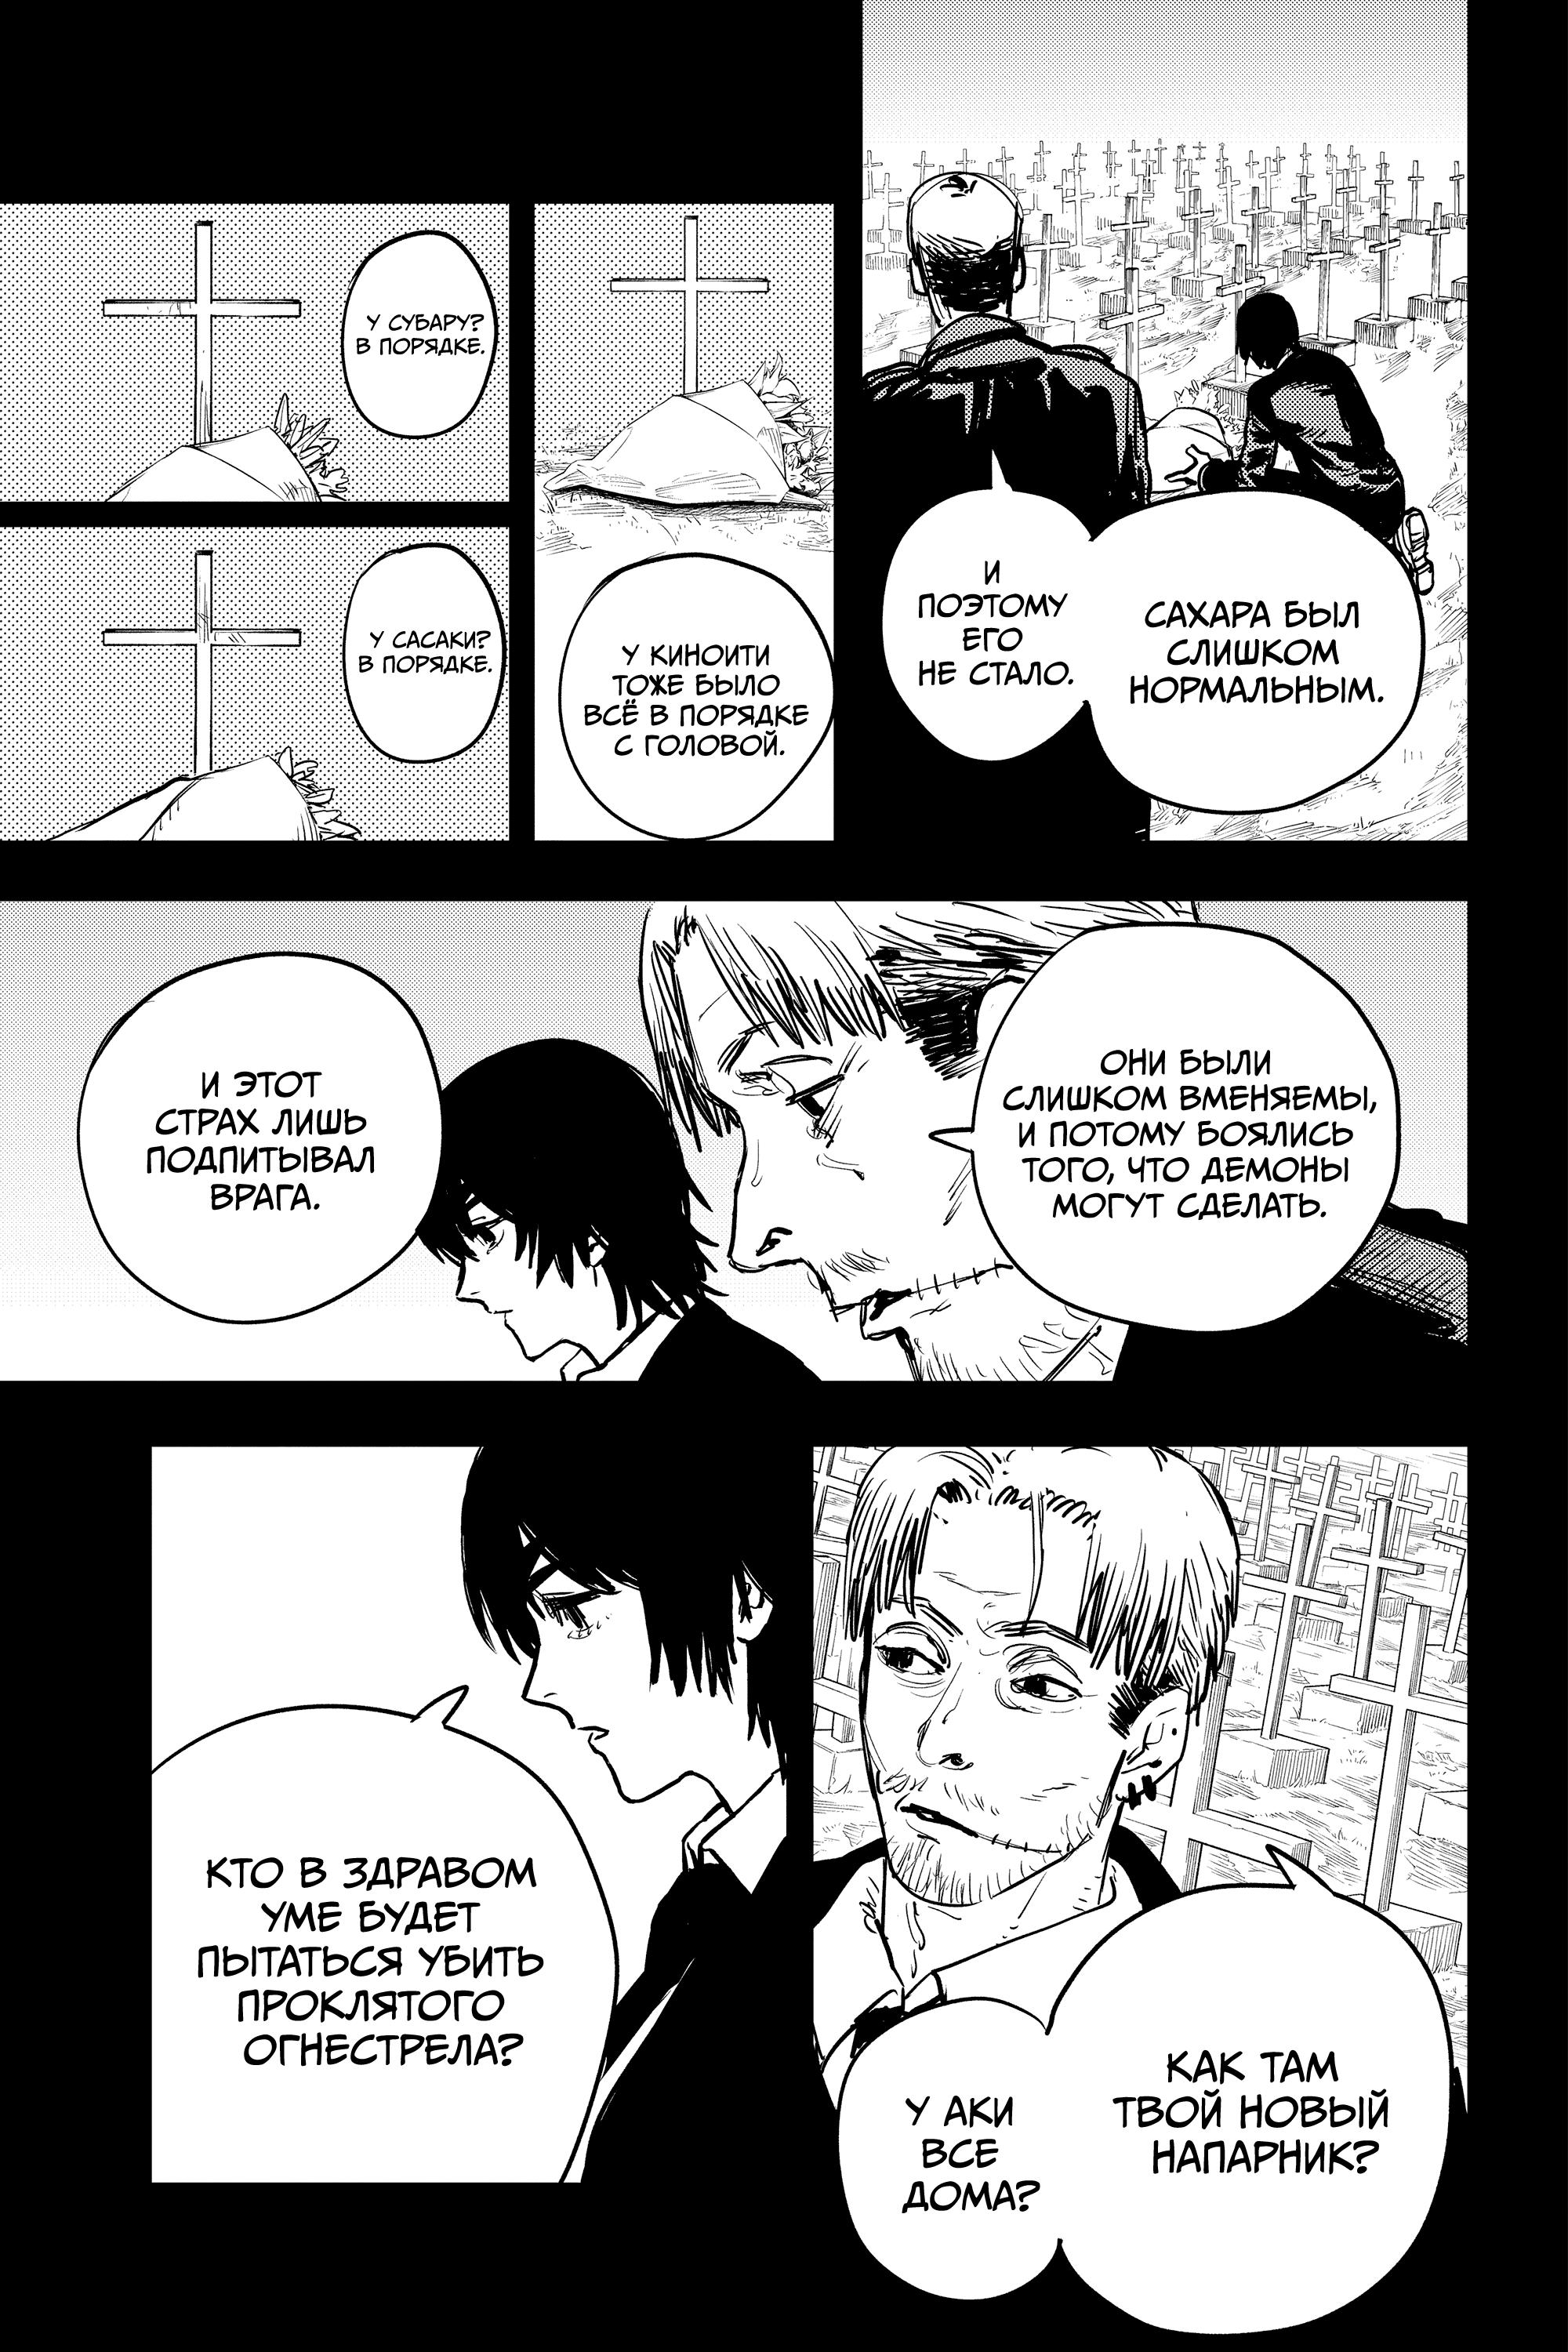 САХАРА БЫЛ
СЛИШКОМ
НОРМАЛЬНЫМ.
И
ПОЭТОМУ
ЕГО
НЕ СТАЛО.
У КИНОИТИ
ТОЖЕ БЫЛО
ВСЁ В ПОРЯДКЕ
С ГОЛОВОЙ.
У СУБАРУ?
В ПОРЯДКЕ.
У САСАКИ?
В ПОРЯДКЕ.
ОНИ БЫЛИ
СЛИШКОМ ВМЕНЯЕМЫ,
И ПОТОМУ БОЯЛИСЬ
ТОГО, ЧТО ДЕМОНЫ
МОГУТ СДЕЛАТЬ.
И ЭТОТ
СТРАХ ЛИШЬ
ПОДПИТЫВАЛ
ВРАГА.
КАК ТАМ
ТВОЙ НОВЫЙ
НАПАРНИК?
У АКИ
ВСЕ
ДОМА?
КТО В ЗДРАВОМ
УМЕ БУДЕТ
ПЫТАТЬСЯ УБИТЬ
ПРОКЛЯТОГО
ОГНЕСТРЕЛА?